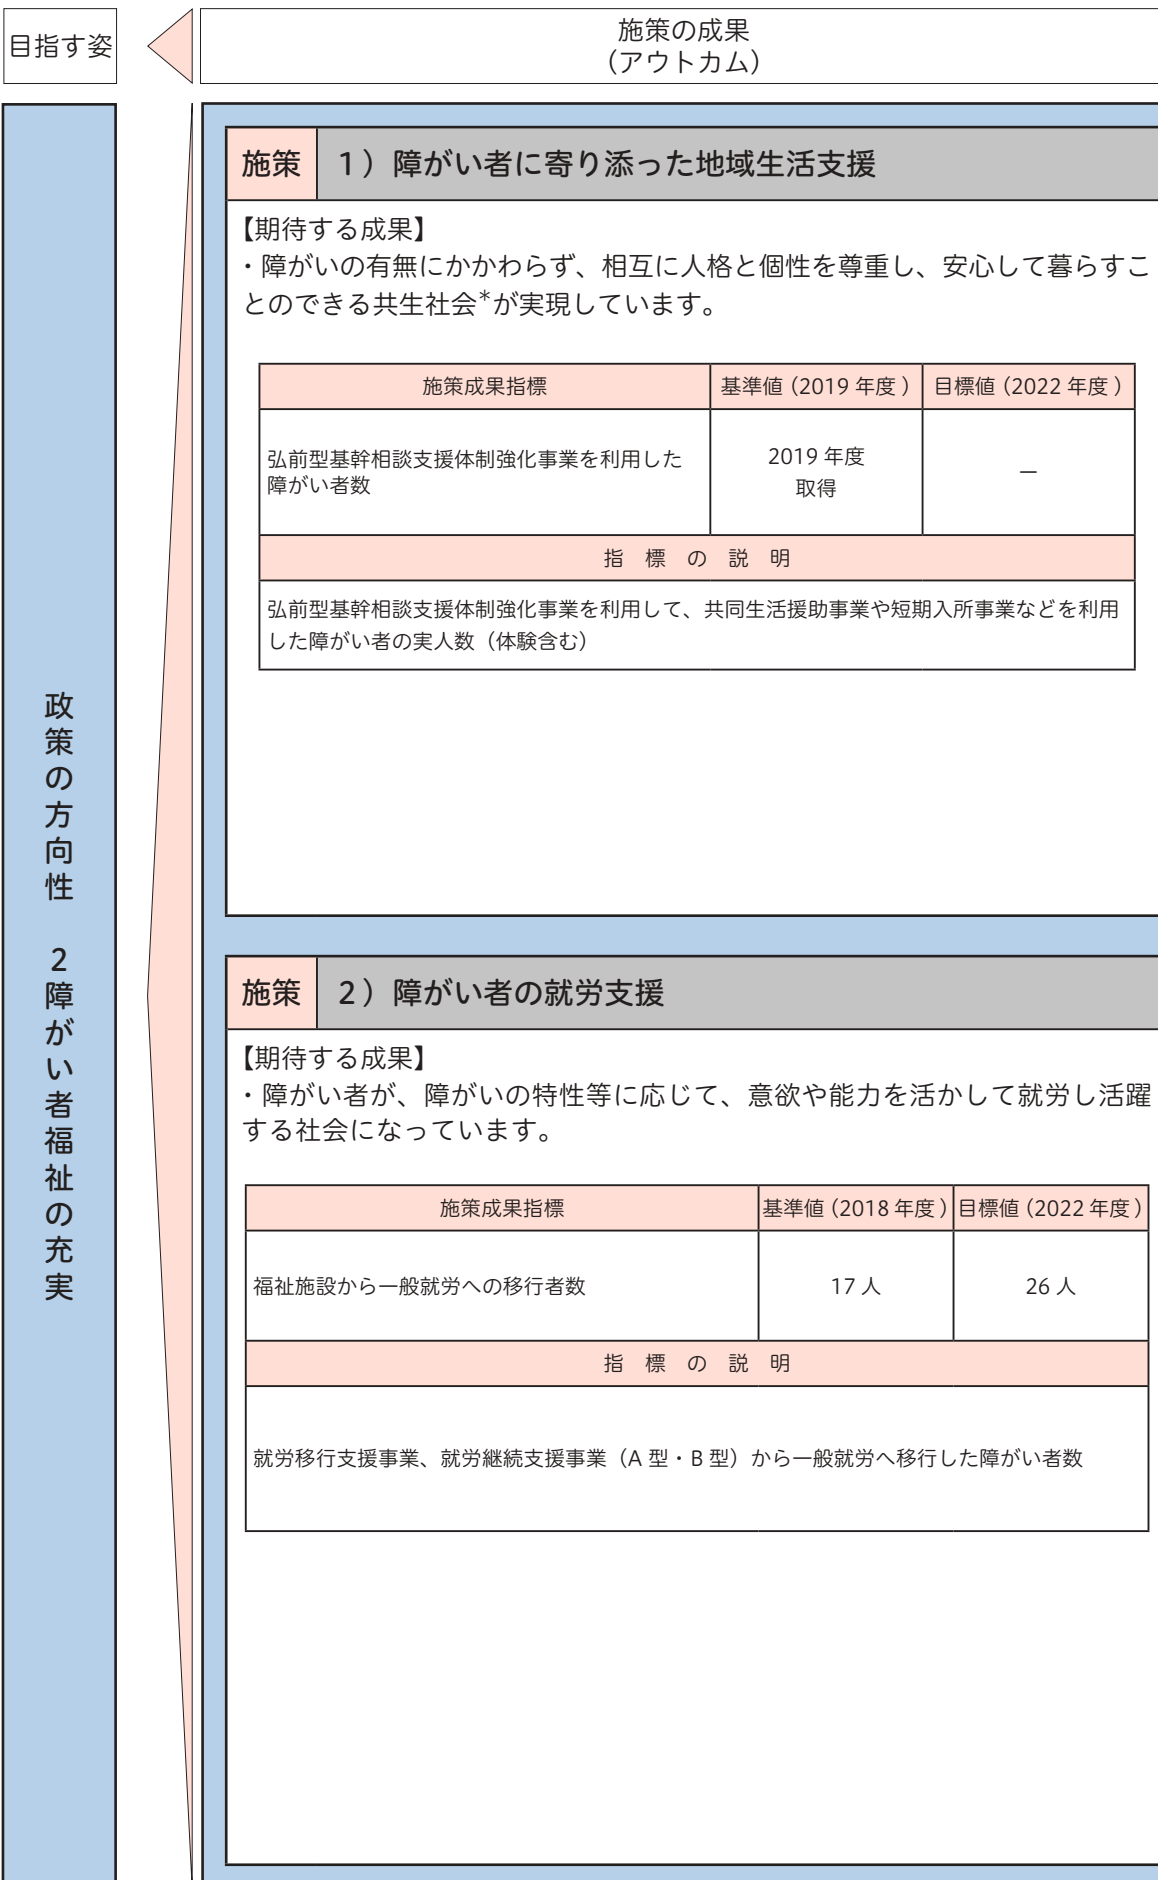 目指す姿
施策の成果
（アウトカム）
政策の方向性　2障がい者福祉の充実
施策
1）障がい者に寄り添った地域生活支援
【期待する成果】
・障がいの有無にかかわらず、相互に人格と個性を尊重し、安心して暮らすこ
とのできる共生社会＊が実現しています。
施策成果指標 基準値（2019 年度） 目標値（2022 年度）
弘前型基幹相談支援体制強化事業を利用した
障がい者数
2019 年度
取得
－
指 標 の 説 明
弘前型基幹相談支援体制強化事業を利用して、共同生活援助事業や短期入所事業などを利用
した障がい者の実人数（体験含む）
施策
2）障がい者の就労支援
【期待する成果】
・障がい者が、障がいの特性等に応じて、意欲や能力を活かして就労し活躍
する社会になっています。
施策成果指標 基準値（2018 年度） 目標値（2022 年度）
福祉施設から一般就労への移行者数 17 人 26 人
指 標 の 説 明
就労移行支援事業、就労継続支援事業（A 型・B 型）から一般就労へ移行した障がい者数